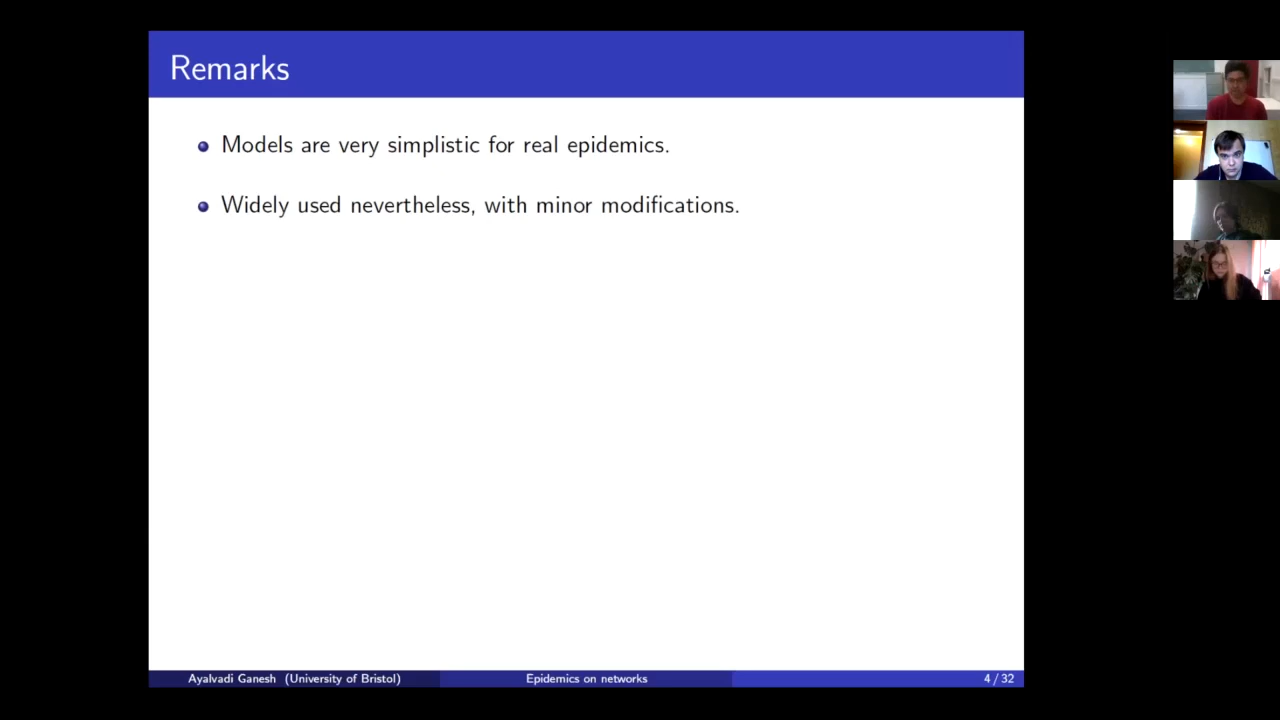 Remarks
Models are very simplistic for real epidemics.
Widely used nevertheless, with minor modifications.
Ayalvadi Ganesh (University of Bristol)
Epidemics on networks
4 / 32